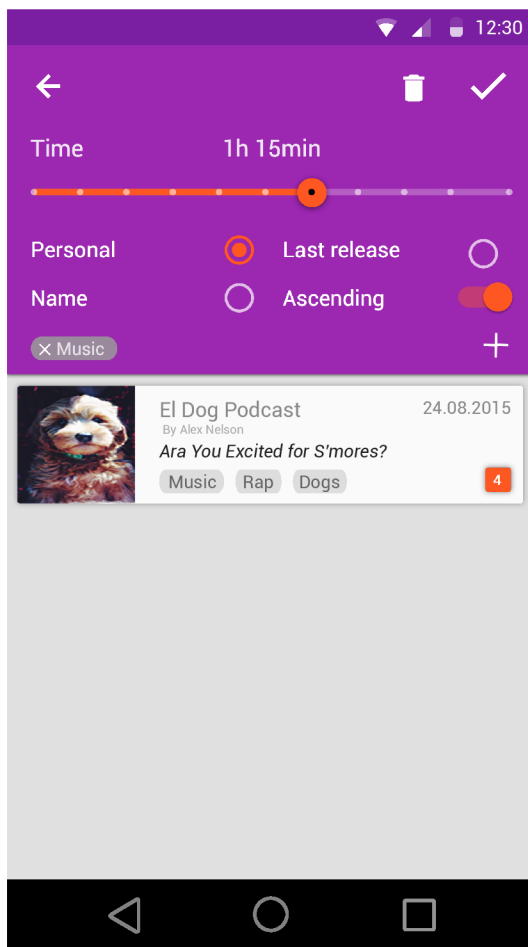 12:30
Time 1h 15min
Personal Last release
Name Ascending
Music
El Dog Podcast 24.08.2015
By Alex Nelson
Ara You Excited for S'mores?
Music Rap Dogs 4